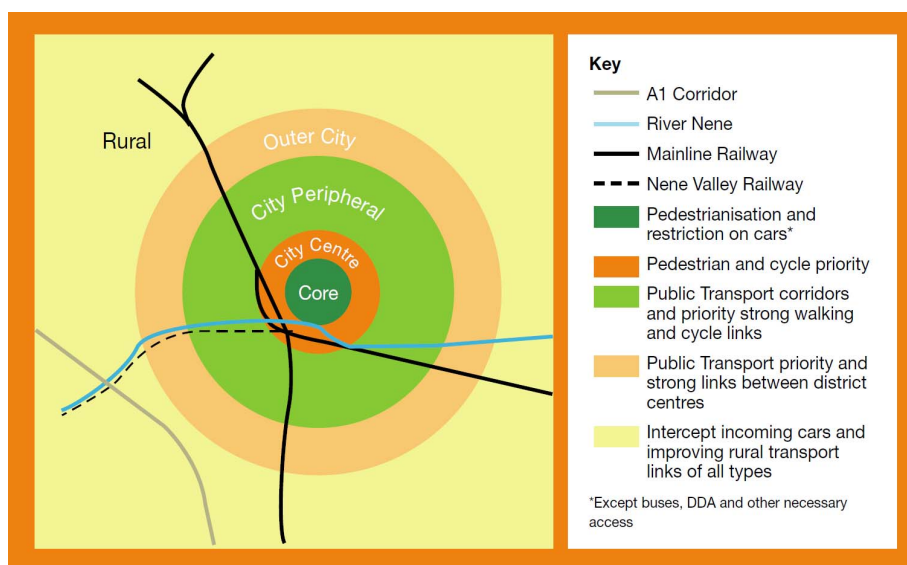 Rural
Outer City
City Peripheral
City Centre
Core
Key
A1 Corridor
River Nene
Mainline Railway
Nene Valley Railway
Pedestrianisation and
restriction on cars*
Pedestrian and cycle priority
Public Transport corridors
and priority strong walking
and cycle links
Public Transport priority and
strong links between district
centres
Intercept incoming cars and
improving rural transport
links of all types
*Except buses, DDA and other necessary
access